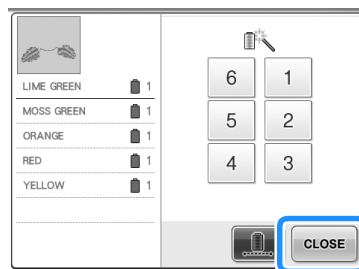 LIME GREEN 1
MOSS GREEN 1
ORANGE 1
RED 1
YELLOW 1
6 1
5 2
4 3
CLOSE